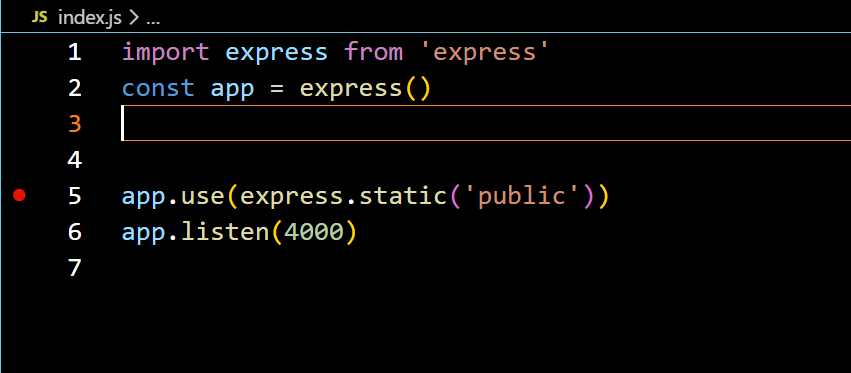 JS index.js > ...
1 import express from 'express'
2 const app = express()
3
4
5 app.use(express.static('public'))
6 app.listen(4000)
7